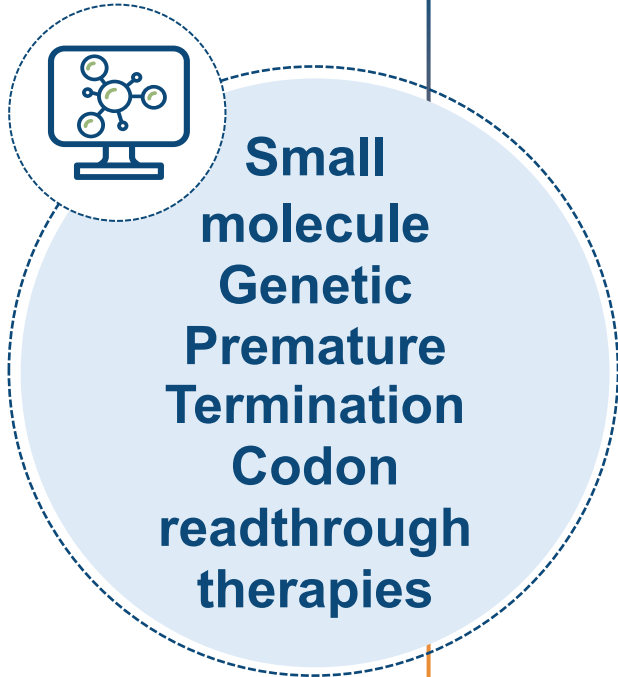 Small
molecule
Genetic
Premature
Termination
Codon
readthrough
therapies